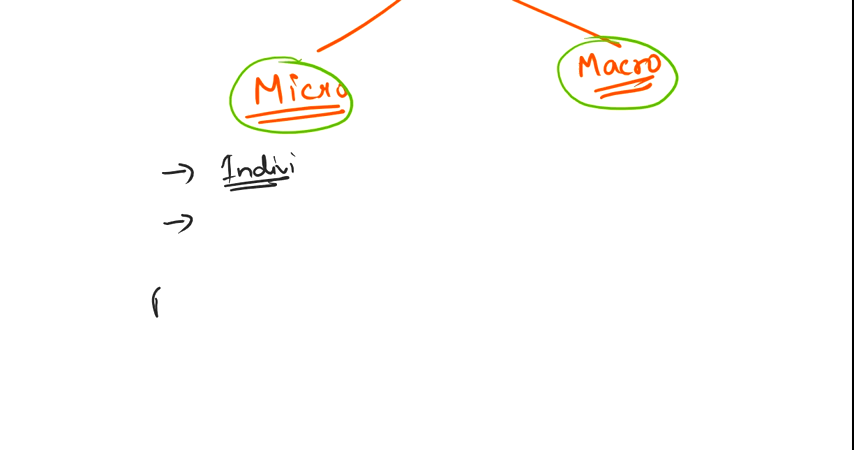 Micro
Macro
→ Indivi
→
(